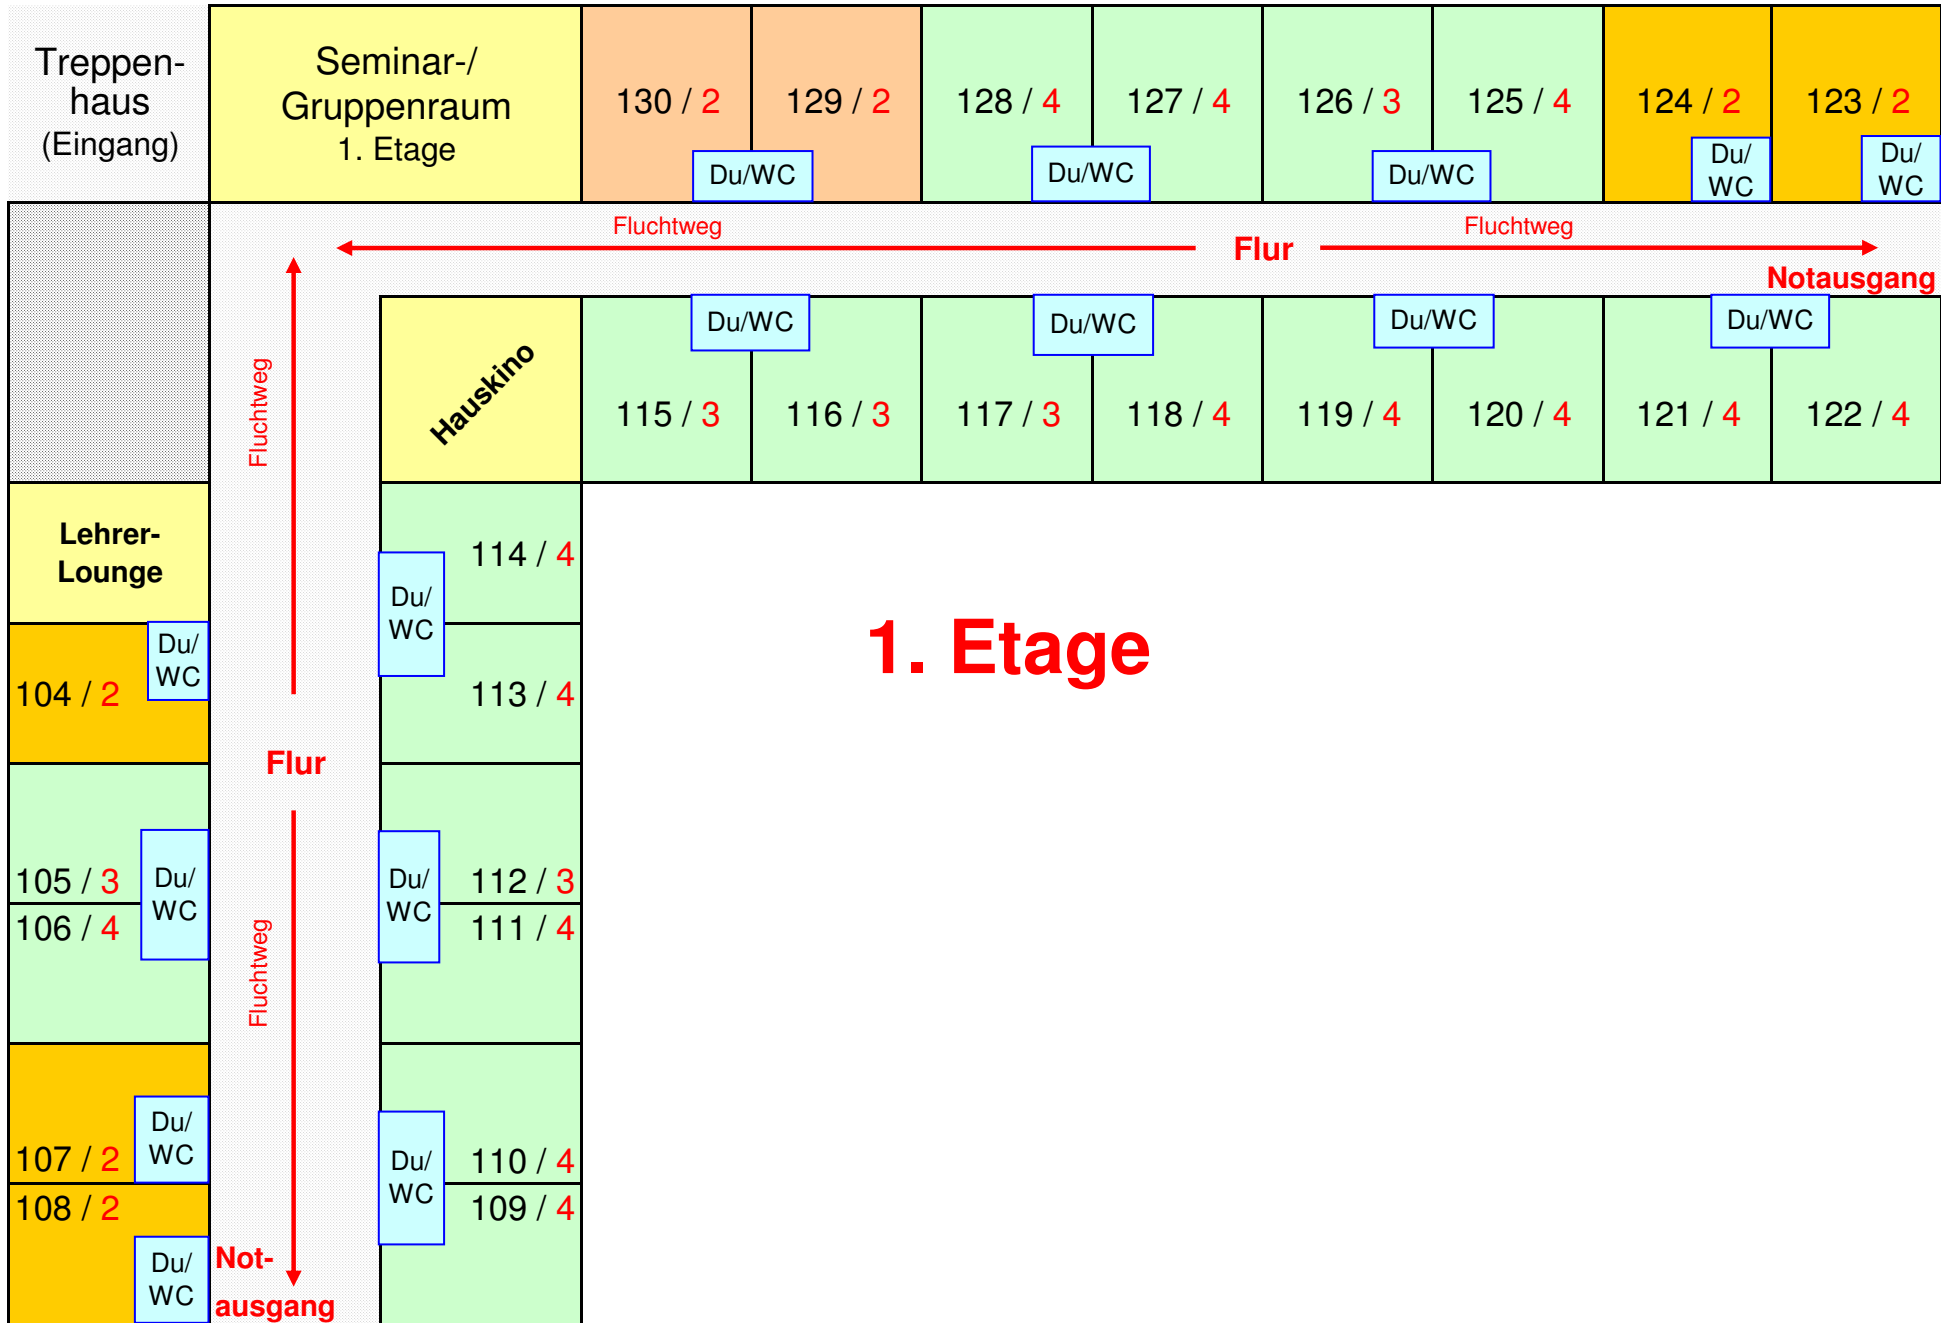 Treppen-
haus
(Eingang)
Seminar-/
Gruppenraum
1. Etage
130 / 2
129 / 2
128 / 4
127 / 4
126 / 3
125 / 4
124 / 2
123 / 2
Du/WC
Du/WC
Du/WC
Du/
WC
Du/
WC
Fluchtweg
Flur
Fluchtweg
Notausgang
Fluchtweg
Hauskino
Du/WC
Du/WC
Du/WC
Du/WC
115 / 3
116 / 3
117 / 3
118 / 4
119 / 4
120 / 4
121 / 4
122 / 4
Lehrer-
Lounge
114 / 4
Du/
WC
1. Etage
Du/
WC
104 / 2
113 / 4
Flur
105 / 3
Du/
WC
106 / 4
Du/
WC
112 / 3
111 / 4
Fluchtweg
107 / 2
Du/
WC
108 / 2
Du/
WC
Du/
WC
110 / 4
109 / 4
Not-
ausgang